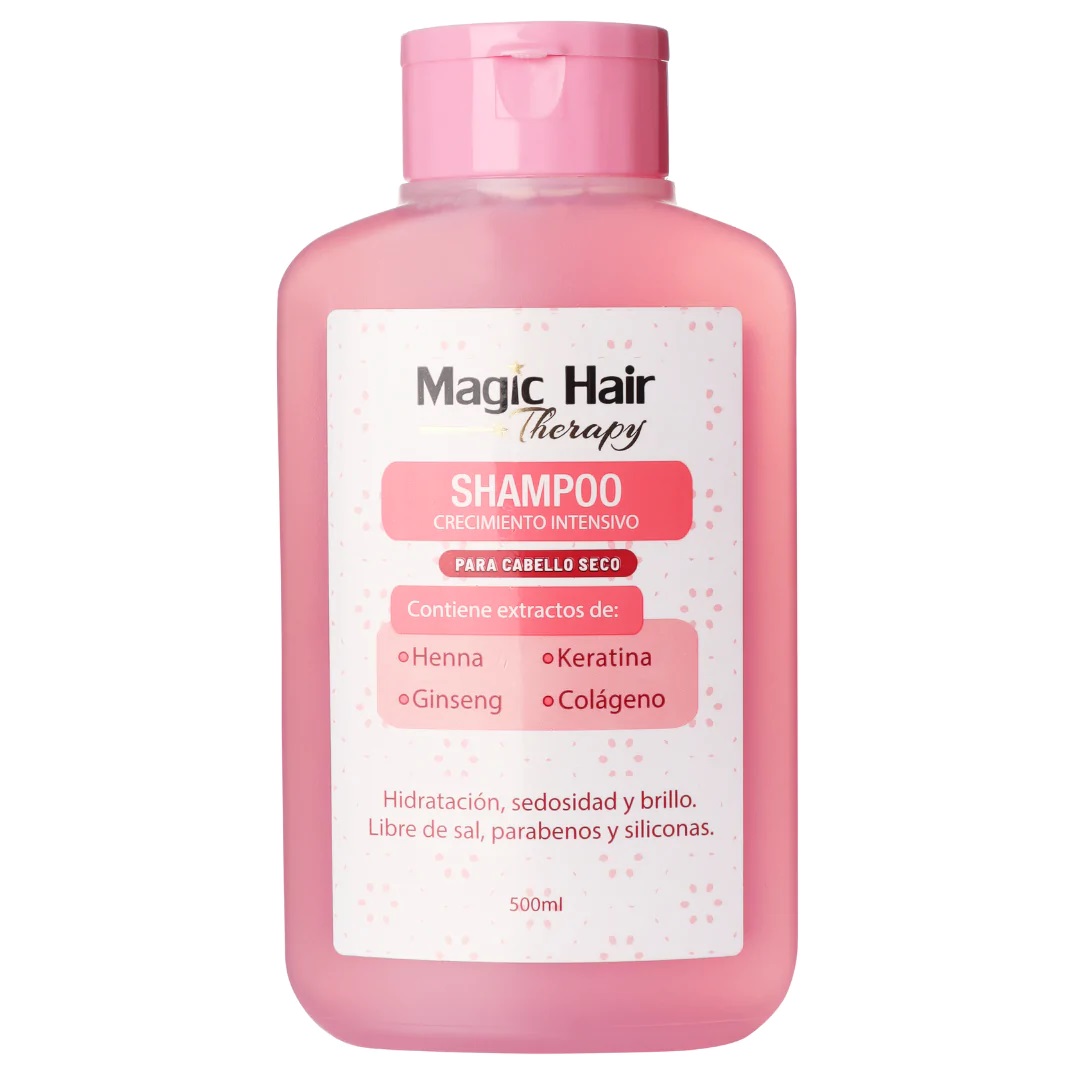 Magic Hair
Therapy
SHAMPOO
CRECIMIENTO INTENSIVO
PARA CABELLO SECO
Contiene extractos de:
Henna
Keratina
Ginseng
Colágeno
Hidratación, sedosidad y brillo.
Libre de sal, parabenos y siliconas.
500ml